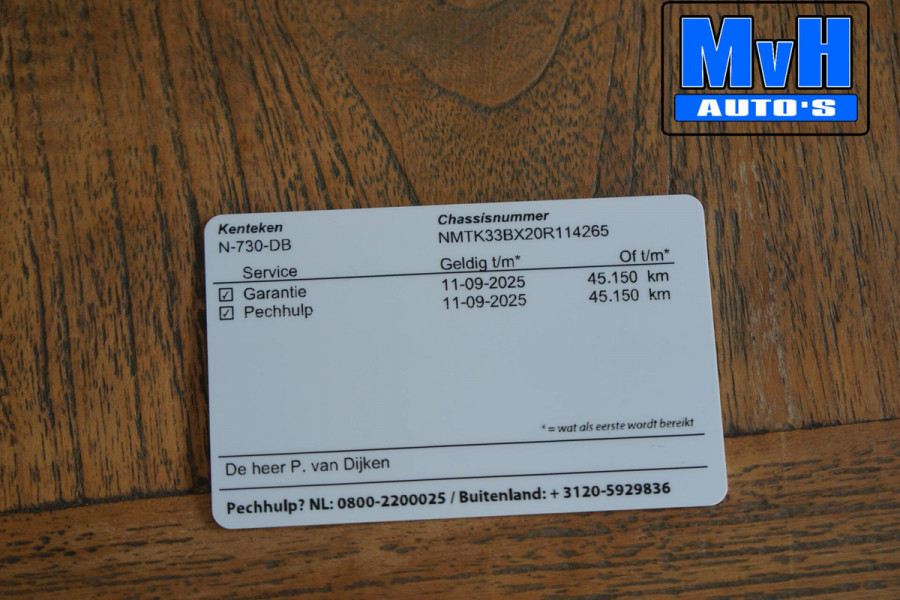 MvH
AUTO'S
Kenteken Chassisnummer
N-730-DB NMTK33BX20R114265
Service Geldig t/m* Of t/m*
☑ Garantie 11-09-2025 45.150 km
☑ Pechhulp 11-09-2025 45.150 km
* = wat als eerste wordt bereikt
De heer P. van Dijken
Pechhulp? NL: 0800-2200025 / Buitenland: + 3120-5929836